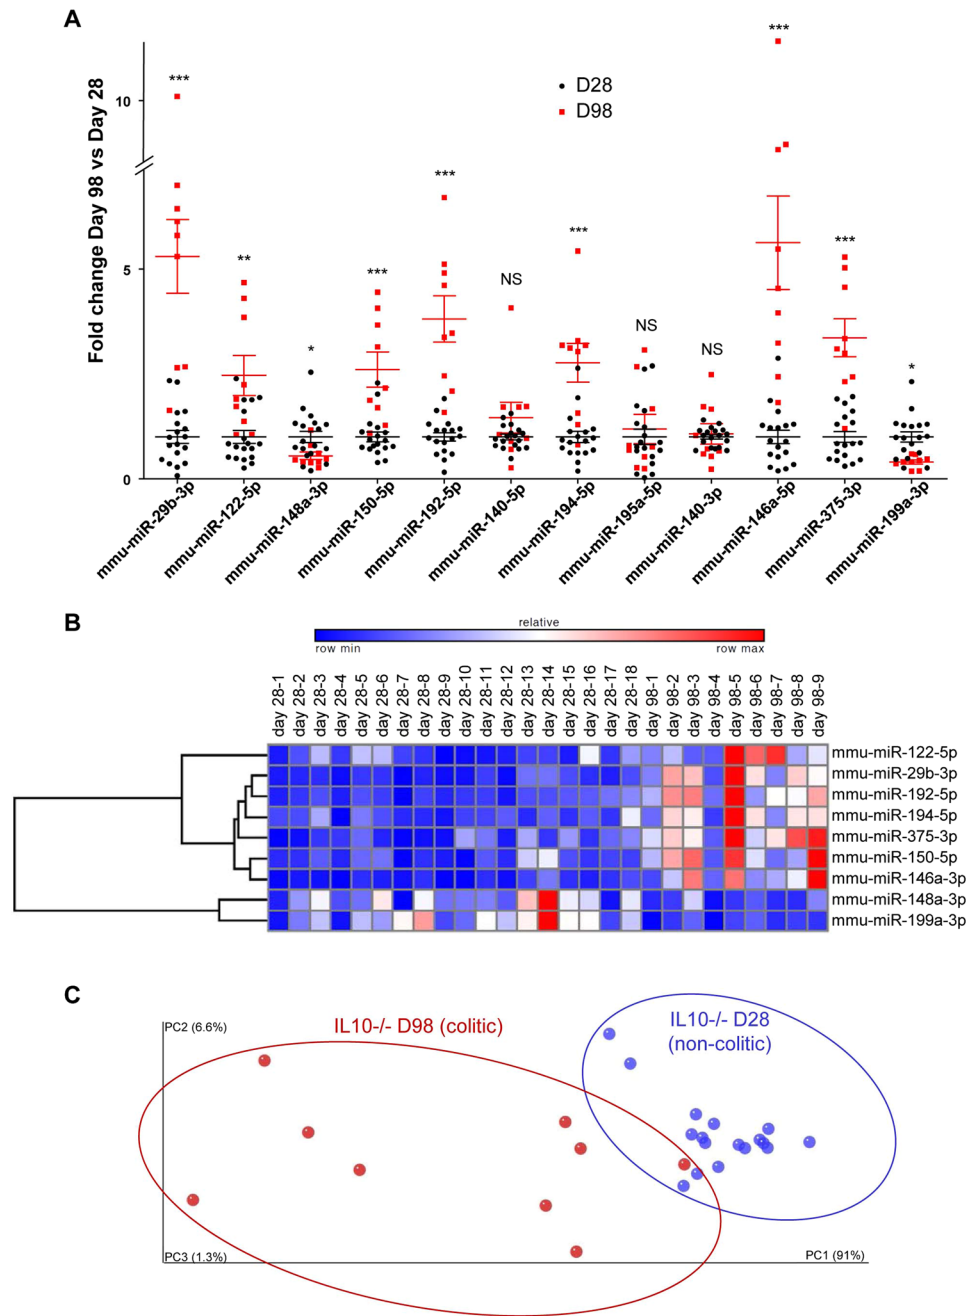 A
Fold change Day 98 vs Day 28
10
5
0
D28
D98
***
**
*
***
***
NS
***
NS
NS
***
***
*
mmu-miR-29b-3p
mmu-miR-122-5p
mmu-miR-148a-3p
mmu-miR-150-5p
mmu-miR-192-5p
mmu-miR-140-5p
mmu-miR-194-5p
mmu-miR-195a-5p
mmu-miR-140-3p
mmu-miR-146a-5p
mmu-miR-375-3p
mmu-miR-199a-3p
B
relative
row min
row max
day 28-1
day 28-2
day 28-3
day 28-4
day 28-5
day 28-6
day 28-7
day 28-8
day 28-9
day 28-10
day 28-11
day 28-12
day 28-13
day 28-14
day 28-15
day 28-16
day 28-17
day 28-18
day 98-1
day 98-2
day 98-3
day 98-4
day 98-5
day 98-6
day 98-7
day 98-8
day 98-9
mmu-miR-122-5p
mmu-miR-29b-3p
mmu-miR-192-5p
mmu-miR-194-5p
mmu-miR-375-3p
mmu-miR-150-5p
mmu-miR-146a-3p
mmu-miR-148a-3p
mmu-miR-199a-3p
C
PC2 (6.6%)
IL10-/- D98 (colitic)
IL10-/- D28
(non-colitic)
PC3 (1.3%)
PC1 (91%)